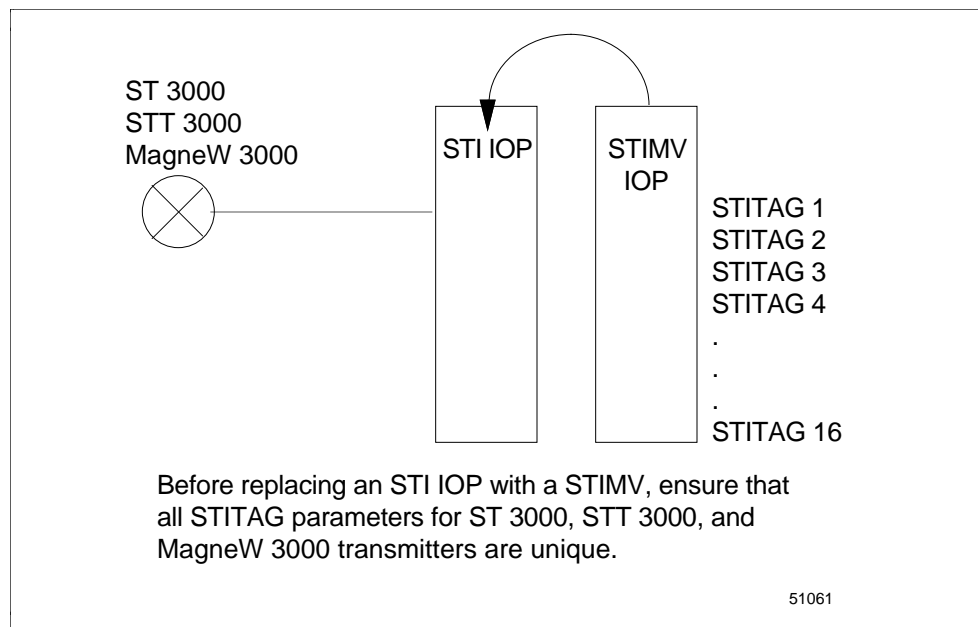 ST 3000
STT 3000
MagneW 3000
STI IOP
STIMV
IOP
STITAG 1
STITAG 2
STITAG 3
STITAG 4
.
.
.
STITAG 16
Before replacing an STI IOP with a STIMV, ensure that
all STITAG parameters for ST 3000, STT 3000, and
MagneW 3000 transmitters are unique.
51061